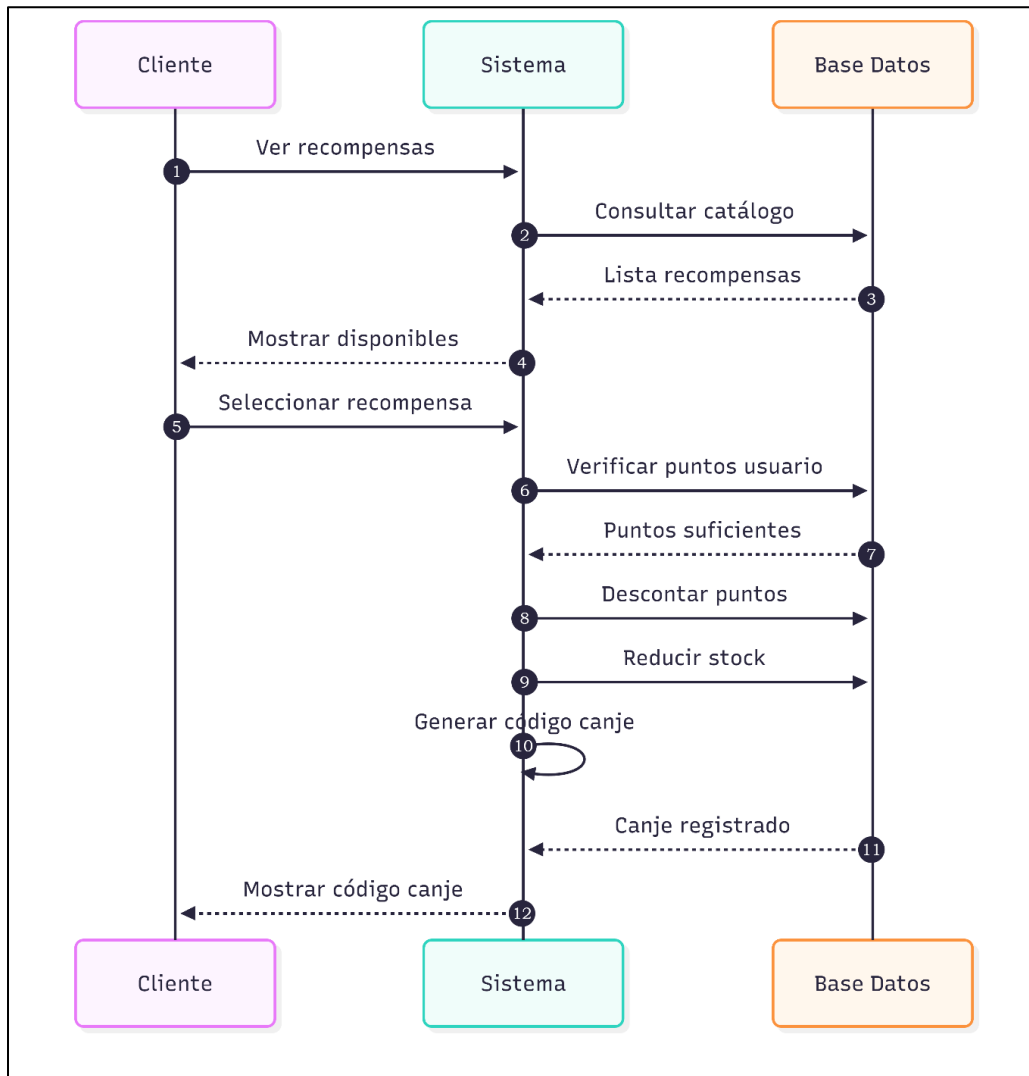 Cliente
Sistema
Base Datos
Ver recompensas
1
Consultar catálogo
2
Lista recompensas
3
Mostrar disponibles
4
Seleccionar recompensa
5
Verificar puntos usuario
6
Puntos suficientes
7
Descontar puntos
8
Reducir stock
9
Generar código canje
10
Canje registrado
11
Mostrar código canje
12
Cliente
Sistema
Base Datos